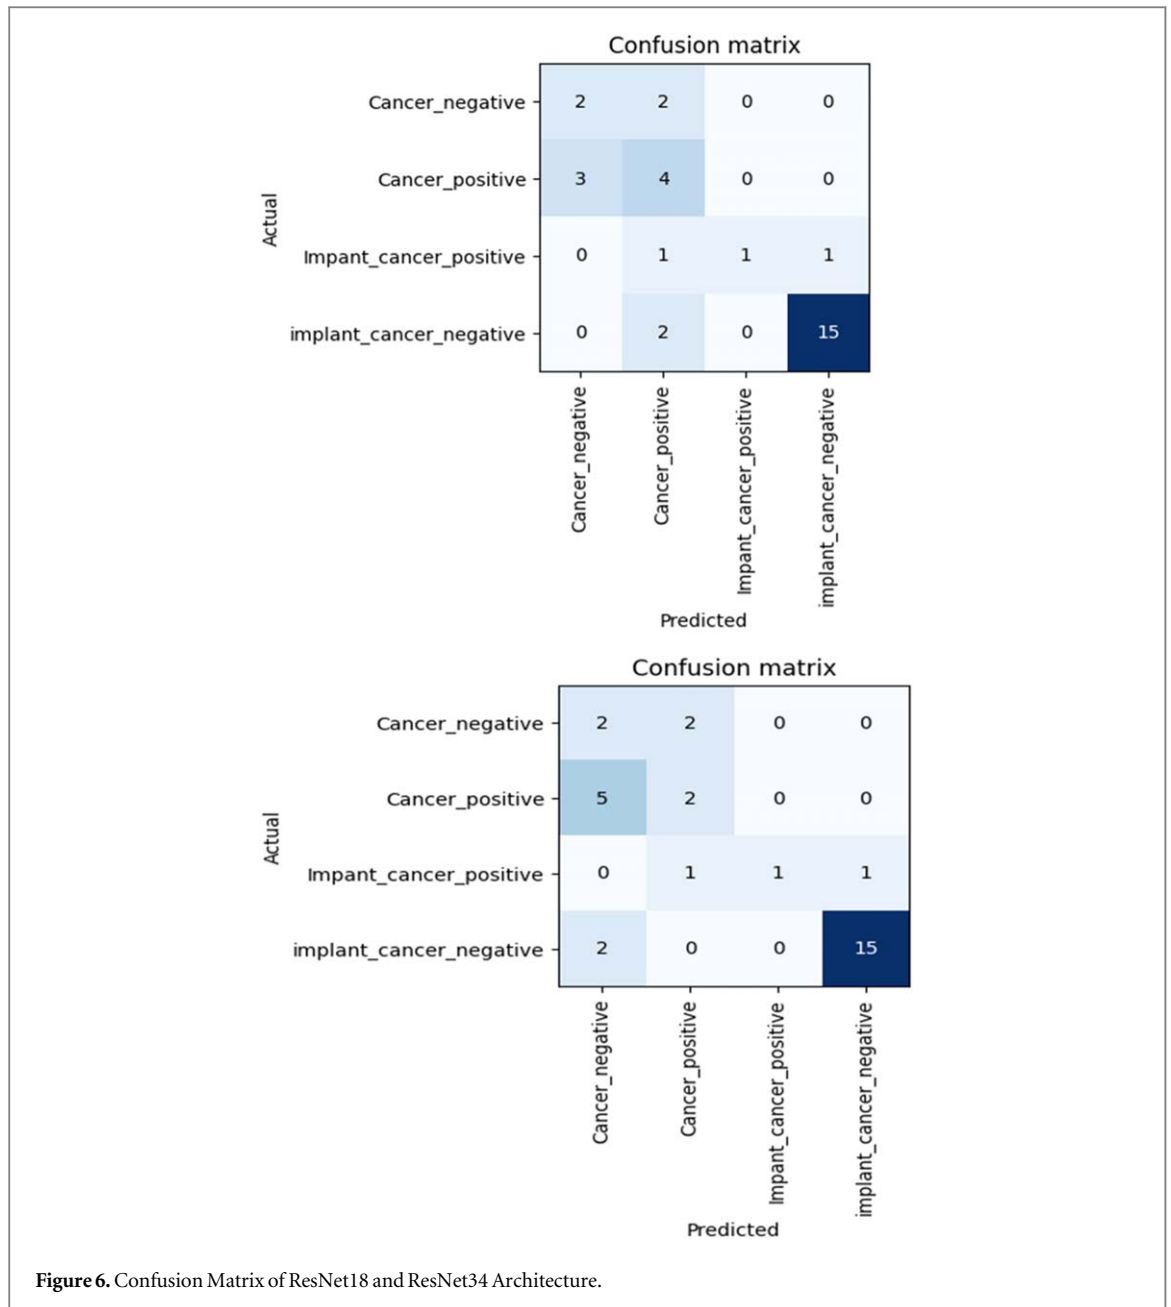 Confusion matrix
Cancer_negative 2 2 0 0
Cancer_positive 3 4 0 0
Impant_cancer_positive 0 1 1 1
implant_cancer_negative 0 2 0 15
Actual
Cancer_negative
Cancer_positive
Impant_cancer_positive
implant_cancer_negative
Predicted
Confusion matrix
Cancer_negative 2 2 0 0
Cancer_positive 5 2 0 0
Impant_cancer_positive 0 1 1 1
implant_cancer_negative 2 0 0 15
Actual
Cancer_negative
Cancer_positive
Impant_cancer_positive
implant_cancer_negative
Predicted
Figure 6. Confusion Matrix of ResNet18 and ResNet34 Architecture.